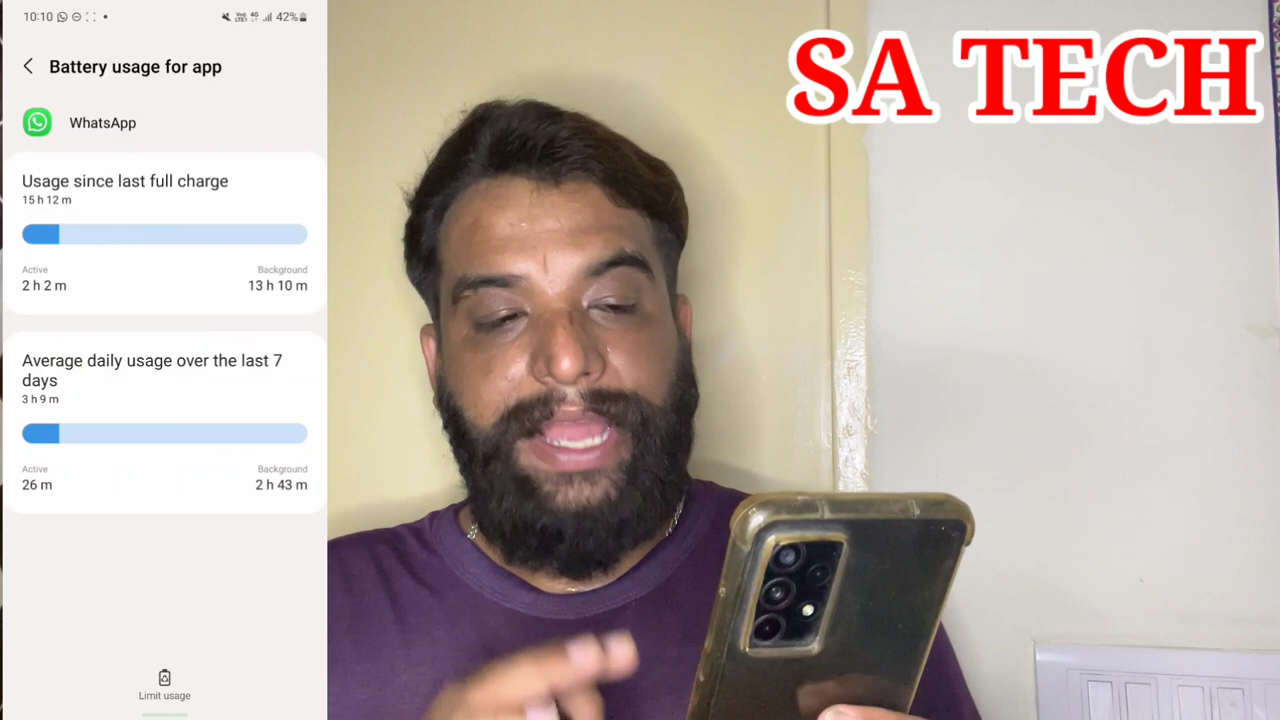 10:10
42%
Battery usage for app
WhatsApp
Usage since last full charge
15 h 12 m
Active
Background
2 h 2 m
13 h 10 m
Average daily usage over the last 7
days
3 h 9 m
Active
Background
26 m
2 h 43 m
Limit usage
SA TECH